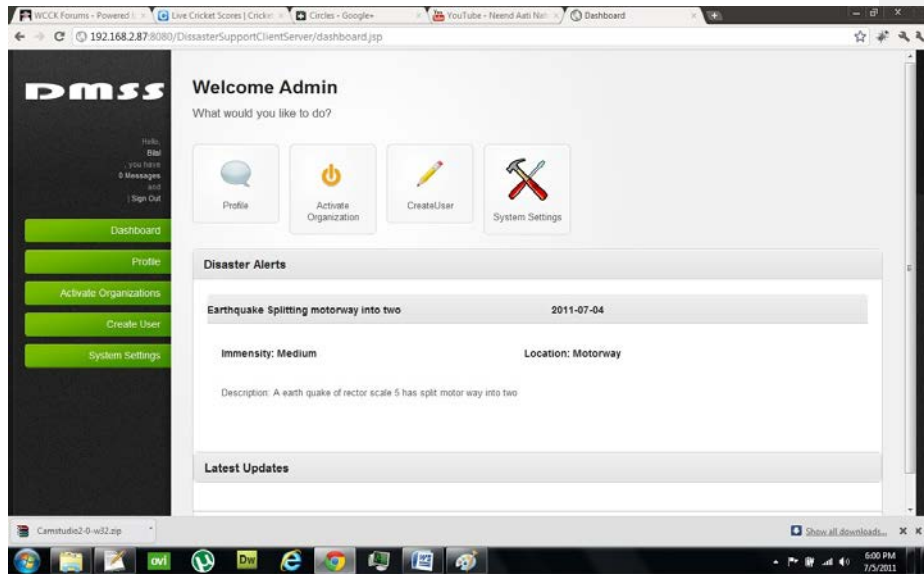 WCCK Forums - Powered b
Live Cricket Scores | Cricket
Circles - Google+
YouTube - Neend Aati Nahi
Dashboard
192.168.2.87:8080/DissasterSupportClientServer/dashboard.jsp
DMSS
Hello,
Bilal
, you have
0 Messages
and
| Sign Out
Dashboard
Profile
Activate Organizations
Create User
System Settings
Welcome Admin
What would you like to do?
Profile
Activate
Organization
CreateUser
System Settings
Disaster Alerts
Earthquake Splitting motorway into two
2011-07-04
Immensity: Medium
Location: Motorway
Description: A earth quake of rector scale 5 has split motor way into two
Latest Updates
Camstudio2-0-w32.zip
Show all downloads...
ovi
Dw
6:00 PM
7/5/2011